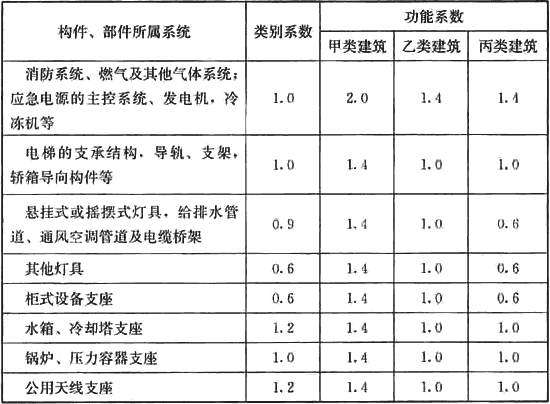 构件、部件所属系统 类别系数 功能系数
甲类建筑 乙类建筑 丙类建筑
消防系统、燃气及其他气体系统;
应急电源的主控系统、发电机,冷 1.0 2.0 1.4 1.4
冻机等
电梯的支承结构,导轨、支架, 1.0 1.4 1.0 1.0
轿箱导向构件等
悬挂式或摇摆式灯具,给排水管 0.9 1.4 1.0 0.6
道、通风空调管道及电缆桥架
其他灯具 0.6 1.4 1.0 0.6
柜式设备支座 0.6 1.4 1.0 0.6
水箱、冷却塔支座 1.2 1.4 1.0 1.0
锅炉、压力容器支座 1.0 1.4 1.0 1.0
公用天线支座 1.2 1.4 1.0 1.0